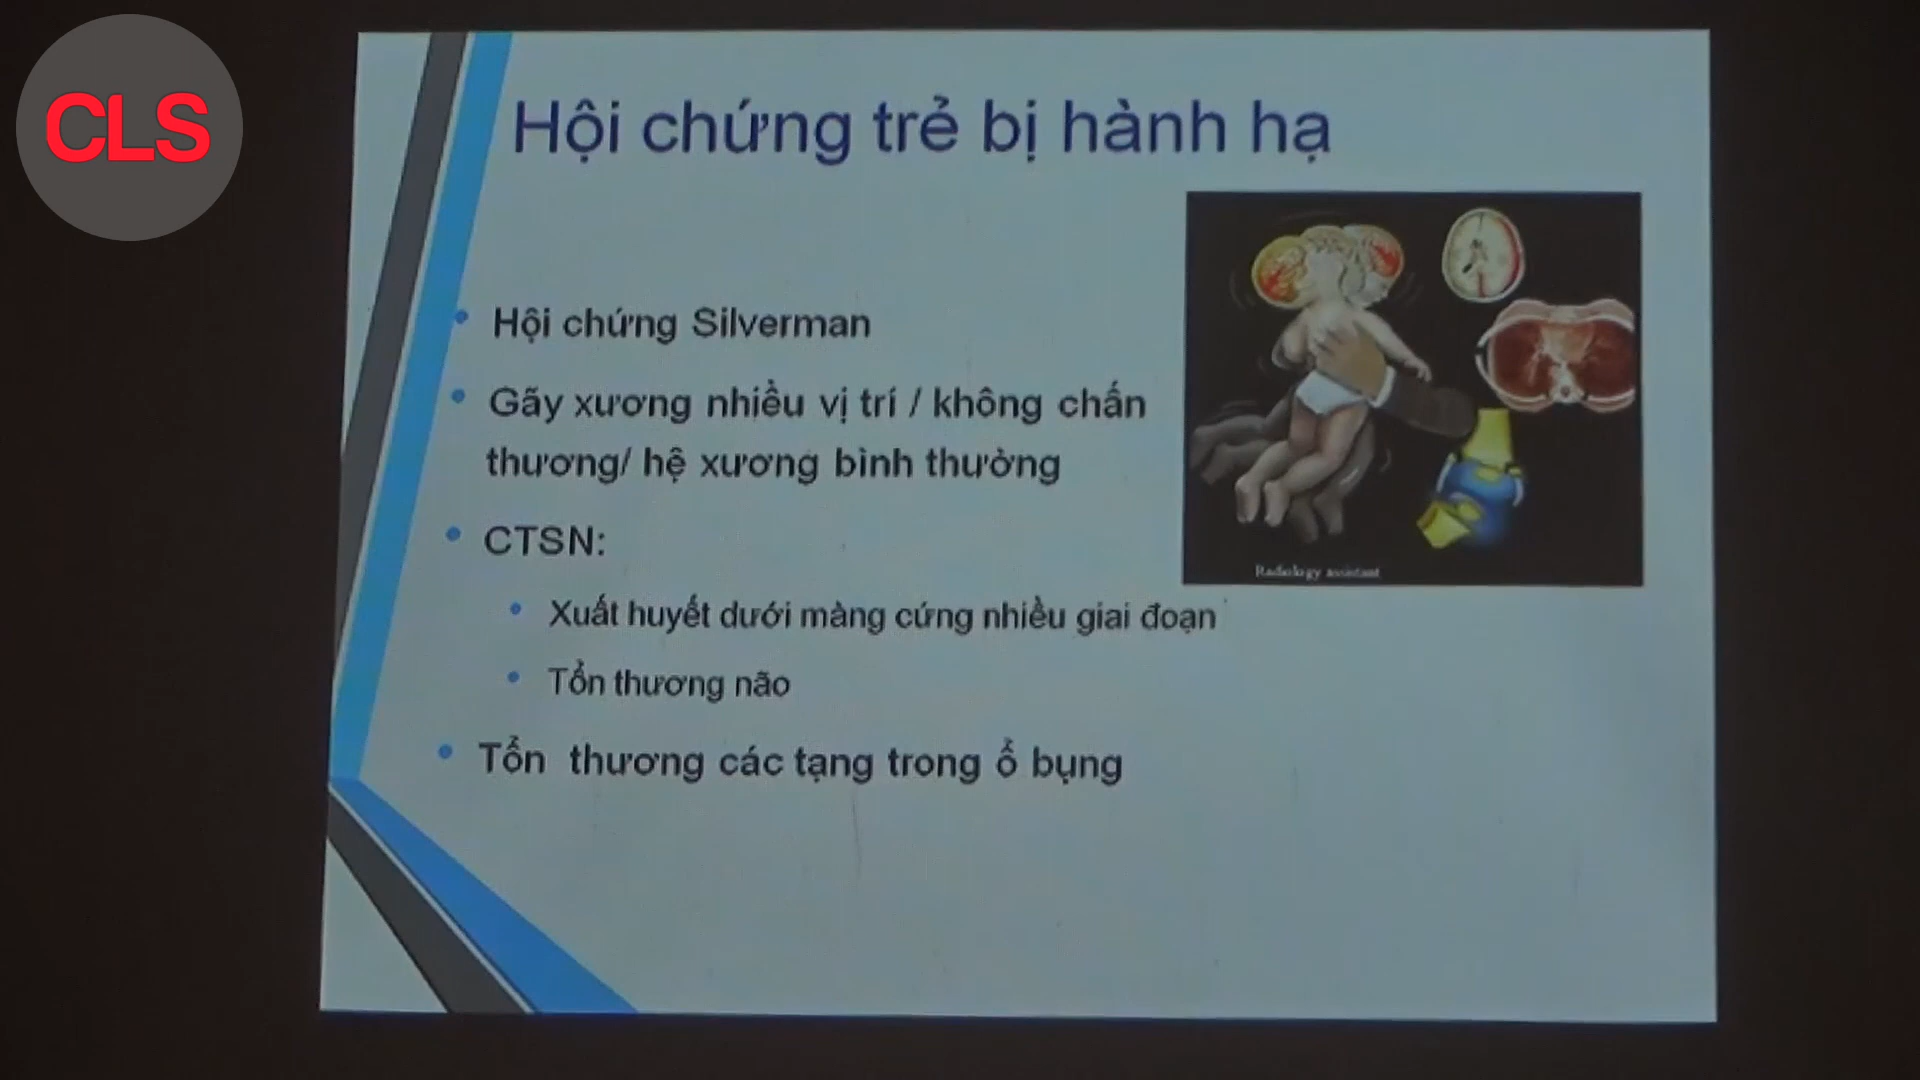 CLS
Hội chứng trẻ bị hành hạ
Hội chứng Silverman
Gãy xương nhiều vị trí / không chấn
thương/ hệ xương bình thường
CTSN:
Xuất huyết dưới màng cứng nhiều giai đoạn
Tổn thương não
Tổn thương các tạng trong ổ bụng
Radiology assistant